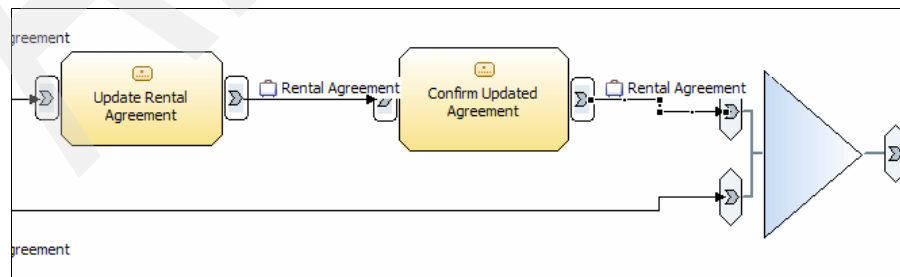 greement
Rental Agreement
Rental Agreement
Update Rental
Agreement
Confirm Updated
Agreement
greement